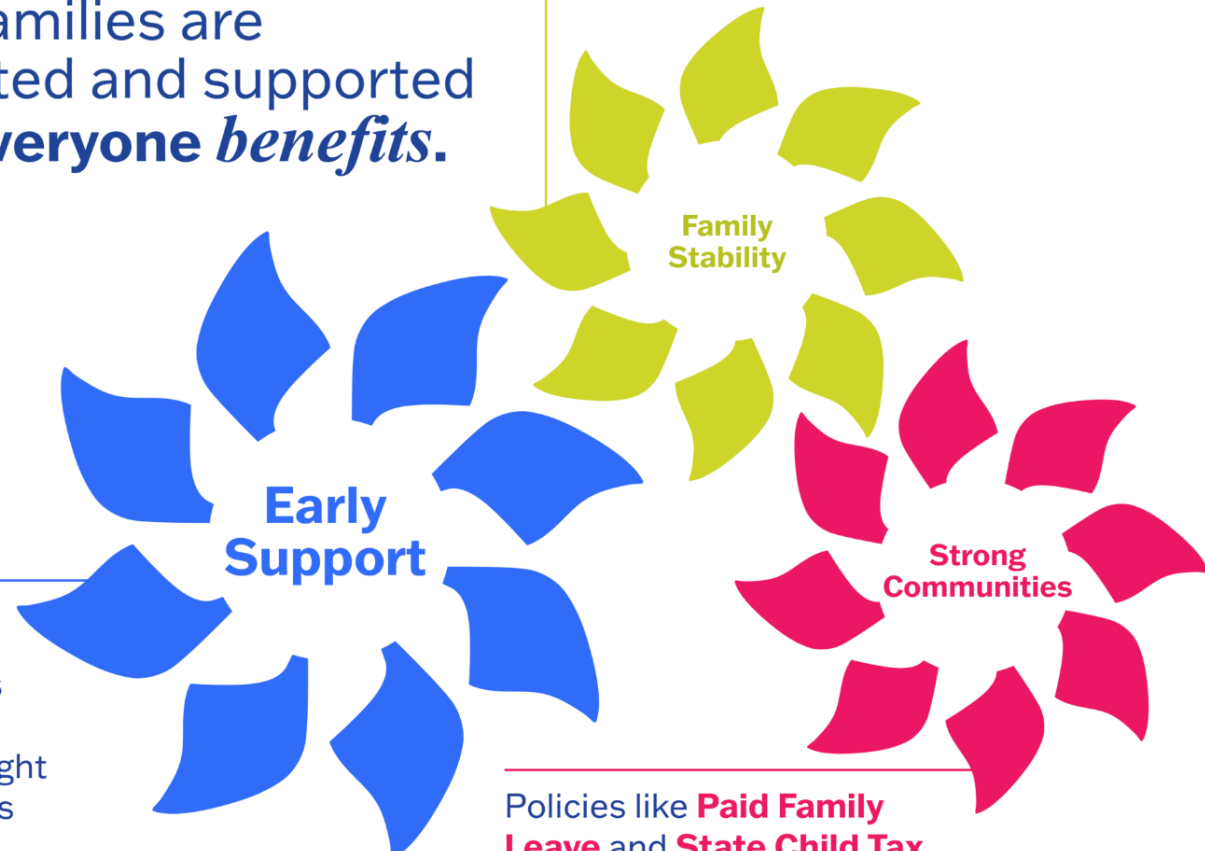 amilies are
ted and supported
veryone benefits.
Family
Stability
Early
Support
Strong
Communities
s
ght
s
Policies like Paid Family
Leave and State Child Tax